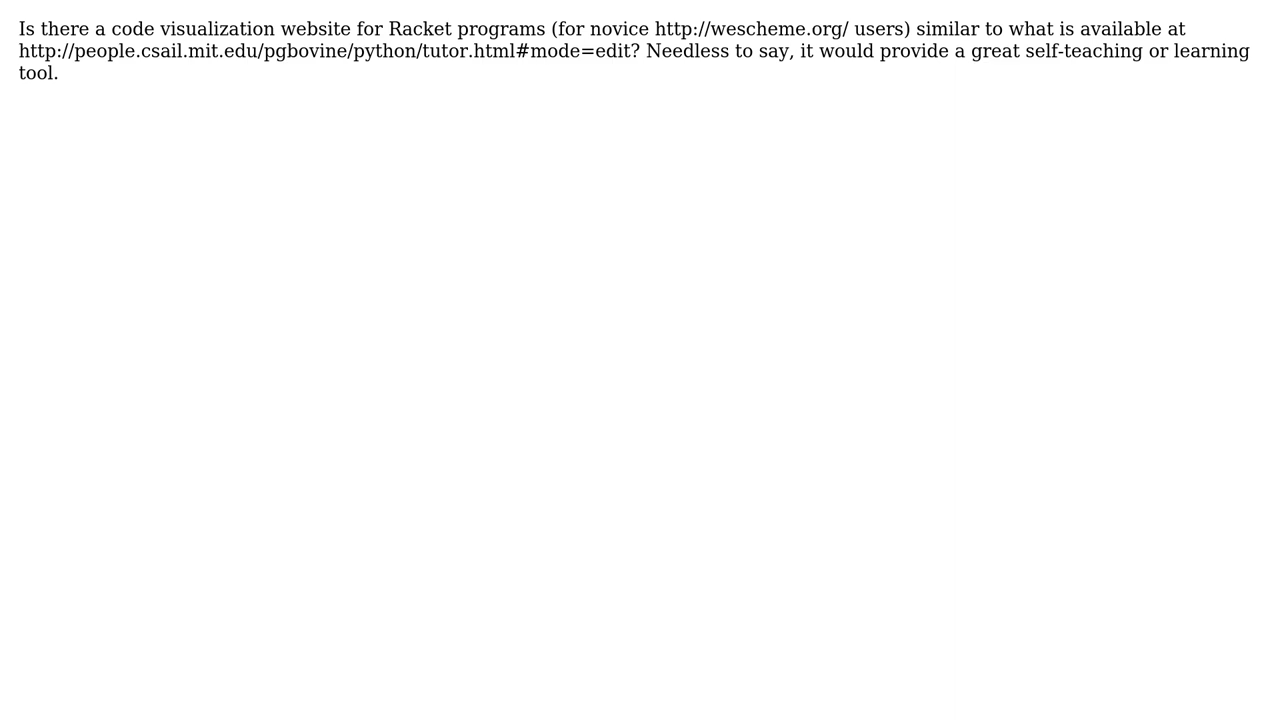 Is there a code visualization website for Racket programs (for novice http://wescheme.org/ users) similar to what is available at
http://people.csail.mit.edu/pgbovine/python/tutor.html#mode=edit? Needless to say, it would provide a great self-teaching or learning
tool.